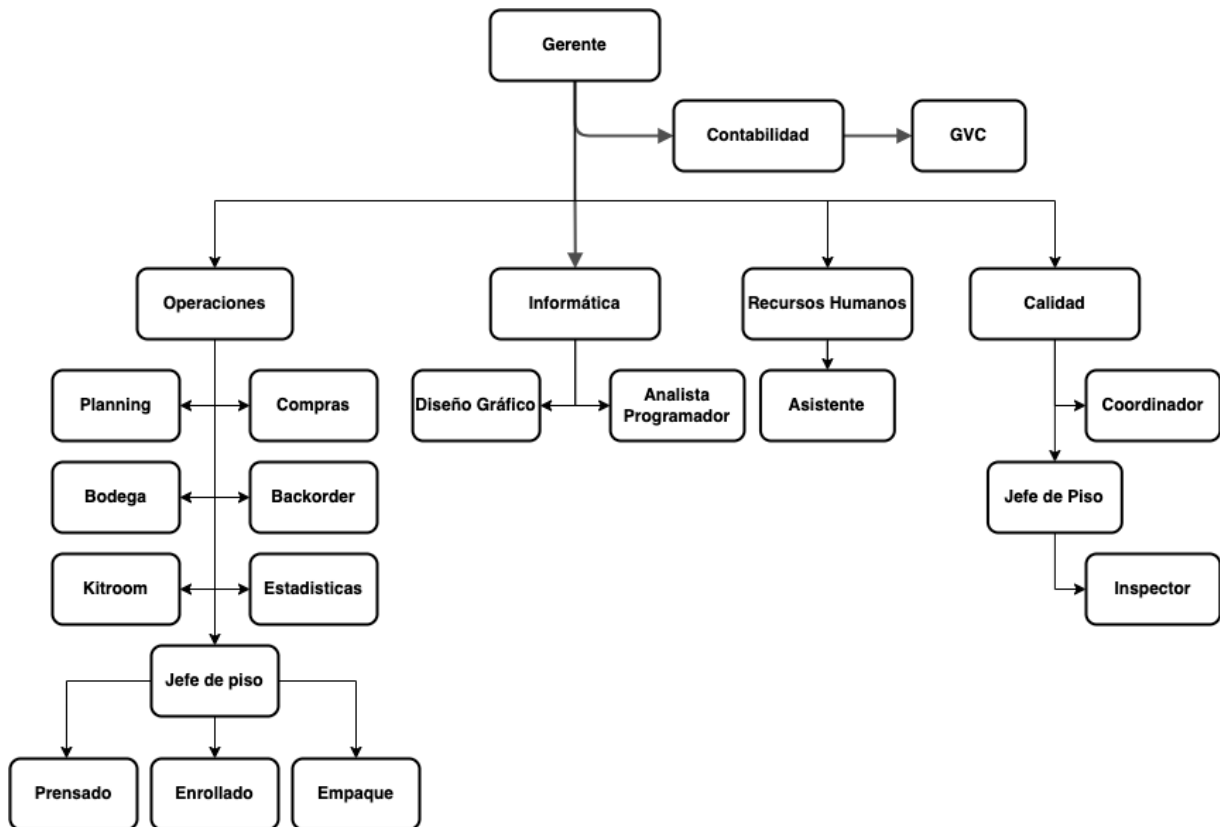 Gerente
Contabilidad
GVC
Operaciones
Informática
Recursos Humanos
Calidad
Planning
Compras
Diseño Gráfico
Analista
Programador
Asistente
Coordinador
Bodega
Backorder
Jefe de Piso
Kitroom
Estadisticas
Inspector
Jefe de piso
Prensado
Enrollado
Empaque